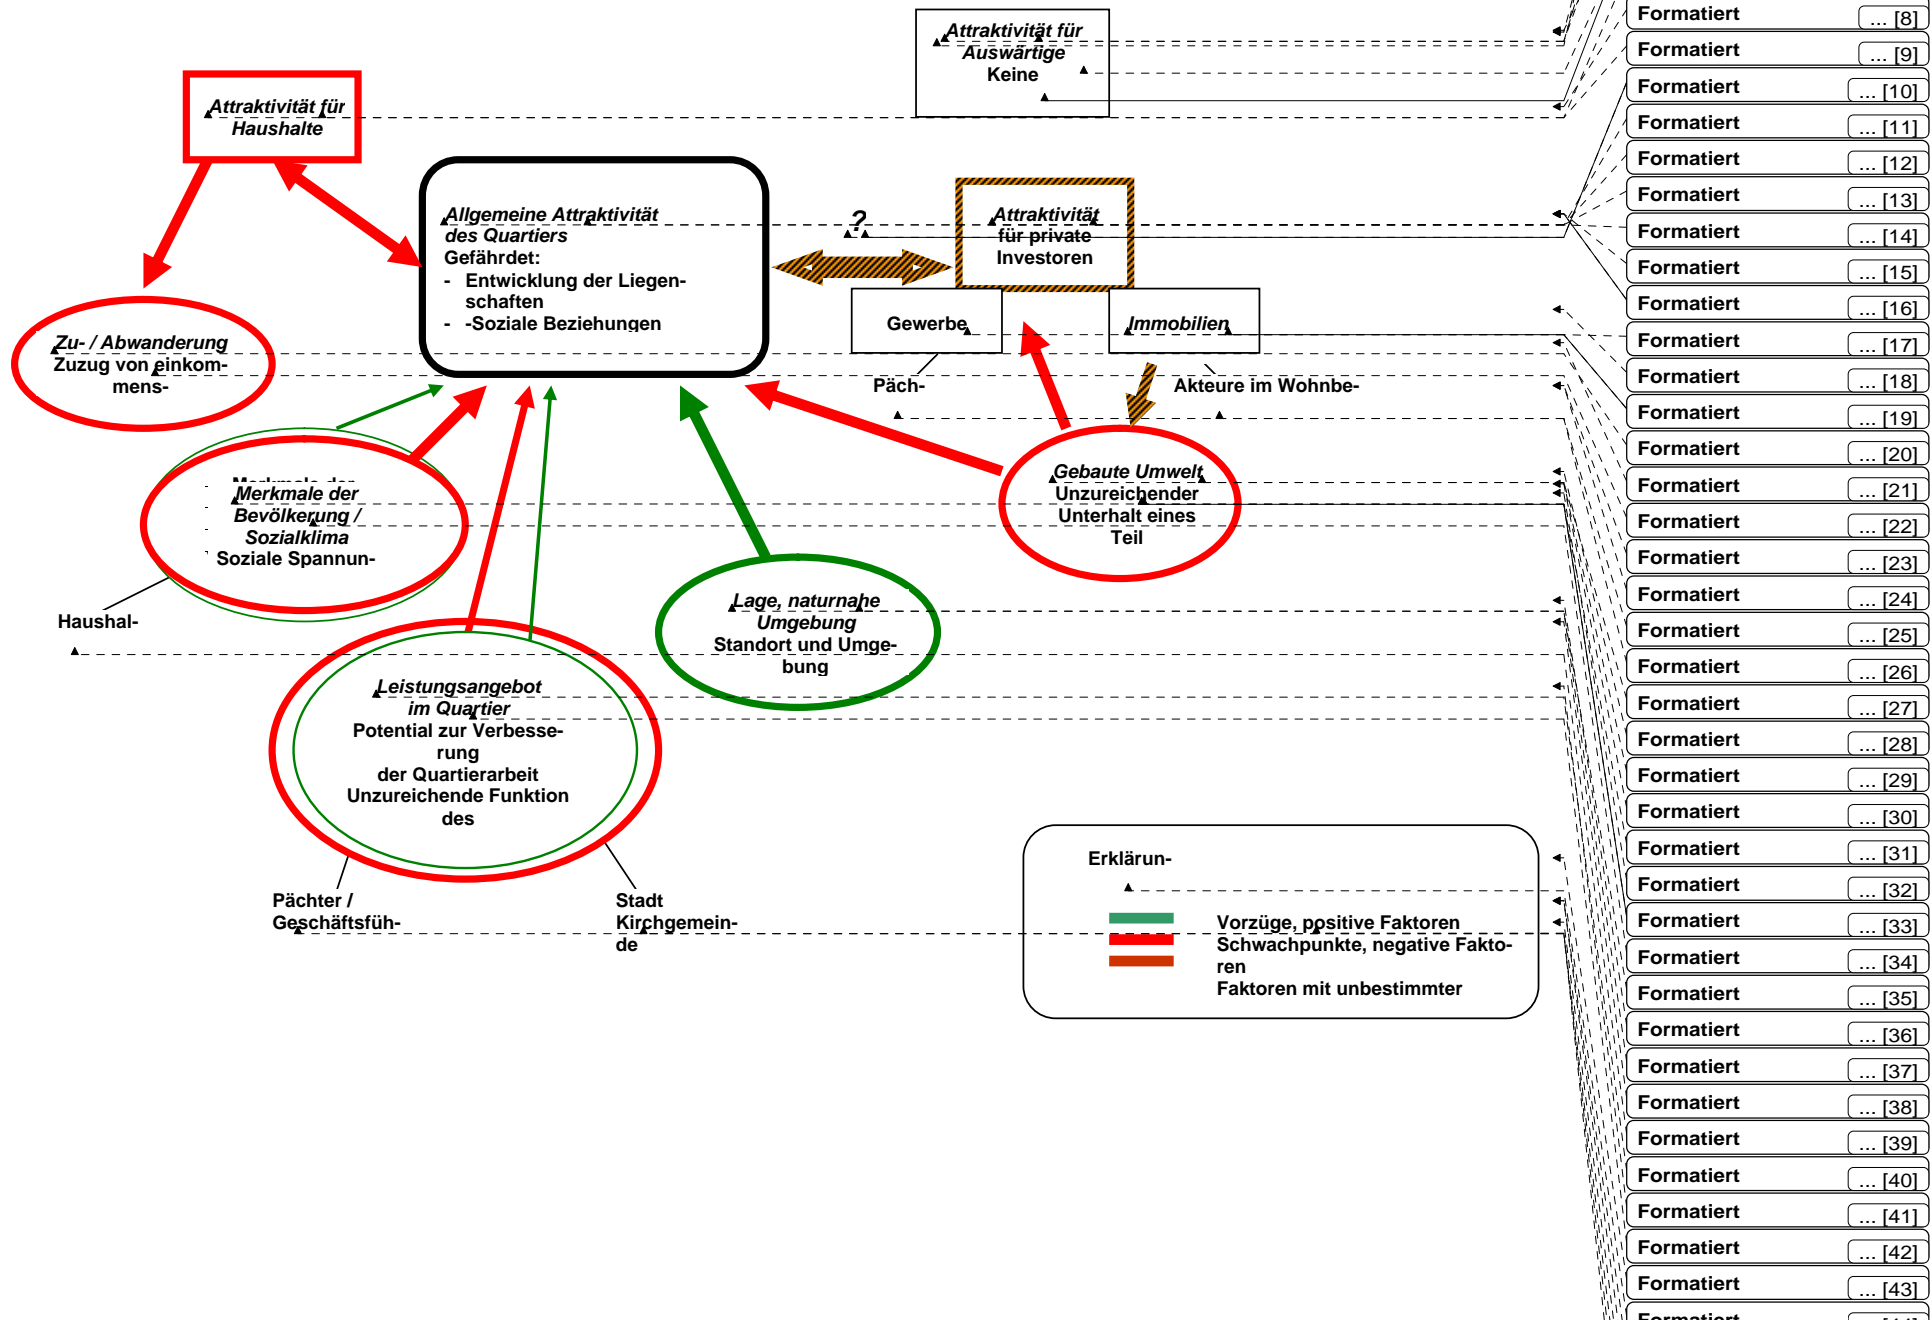 Attraktivität für
Auswärtige
Keine
Attraktivität für
Haushalte
Allgemeine Attraktivität
des Quartiers
Gefährdet:
- Entwicklung der Liegen-
schaften
- -Soziale Beziehungen
?
Attraktivität
für private
Investoren
Gewerbe
Immobilien
Päch-
Akteure im Wohnbe-
Zu- / Abwanderung
Zuzug von einkom-
mens-
Merkmale der
Merkmale der
Bevölkerung /
Sozialklima
Soziale Spannun-
Haushal-
Gebaute Umwelt
Unzureichender
Unterhalt eines
Teil
Lage, naturnahe
Umgebung
Standort und Umge-
bung
Leistungsangebot
im Quartier
Potential zur Verbesse-
rung
der Quartierarbeit
Unzureichende Funktion
des
Pächter /
Geschäftsfüh-
Stadt
Kirchgemein-
de
Erklärun-
Vorzüge, positive Faktoren
Schwachpunkte, negative Fakto-
ren
Faktoren mit unbestimmter
Formatiert ... [8]
Formatiert ... [9]
Formatiert ... [10]
Formatiert ... [11]
Formatiert ... [12]
Formatiert ... [13]
Formatiert ... [14]
Formatiert ... [15]
Formatiert ... [16]
Formatiert ... [17]
Formatiert ... [18]
Formatiert ... [19]
Formatiert ... [20]
Formatiert ... [21]
Formatiert ... [22]
Formatiert ... [23]
Formatiert ... [24]
Formatiert ... [25]
Formatiert ... [26]
Formatiert ... [27]
Formatiert ... [28]
Formatiert ... [29]
Formatiert ... [30]
Formatiert ... [31]
Formatiert ... [32]
Formatiert ... [33]
Formatiert ... [34]
Formatiert ... [35]
Formatiert ... [36]
Formatiert ... [37]
Formatiert ... [38]
Formatiert ... [39]
Formatiert ... [40]
Formatiert ... [41]
Formatiert ... [42]
Formatiert ... [43]
Formatiert ... [44]